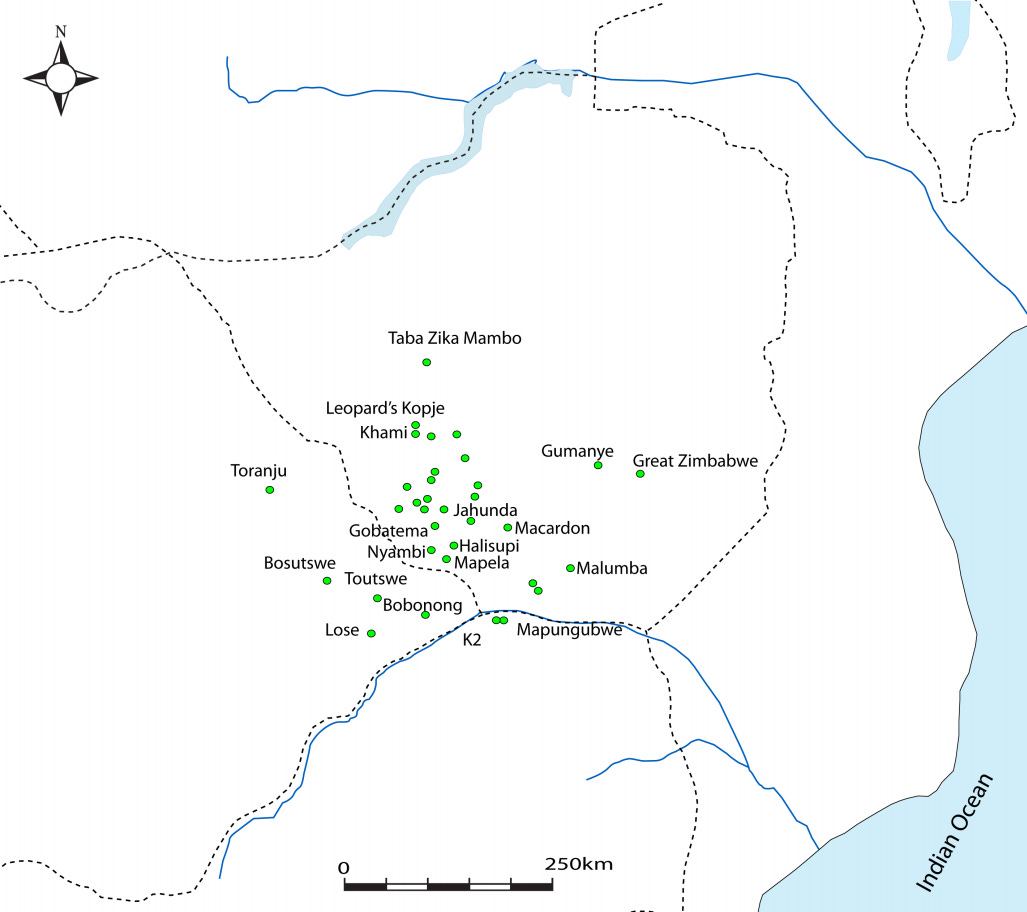 N
Taba Zika Mambo
Leopard's Kopje
Khami
Gumanye
Great Zimbabwe
Toranju
Jahunda
Gobatema
Macardon
Nyambi
Halisupi
Mapela
Bosutswe
Malumba
Toutswe
Bobonong
Lose
K2
Mapungubwe
Indian Ocean
0
250km